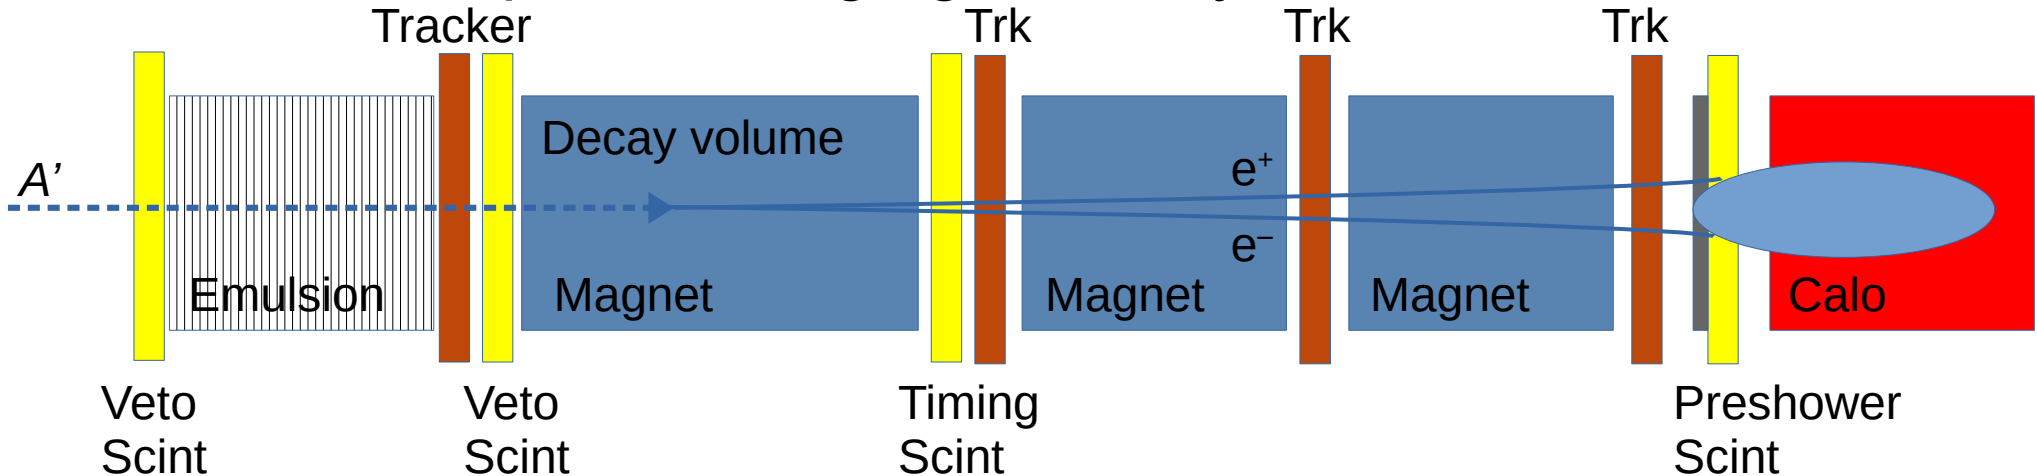 Tracker
Trk
Trk
Trk
Decay volume
A’
e⁺
e⁻
Emulsion
Magnet
Magnet
Magnet
Calo
Veto
Scint
Veto
Scint
Timing
Scint
Preshower
Scint